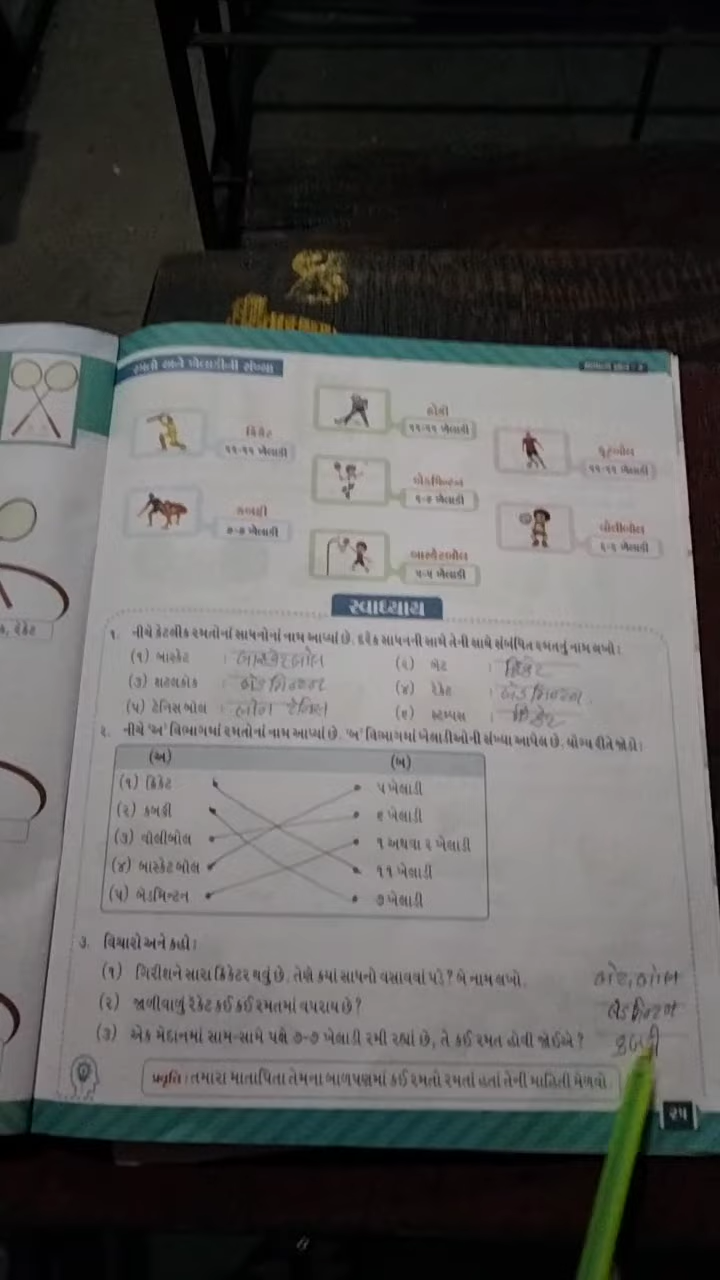 રમતો અને ખેલાડીની સંખ્યા
ક્રિકેટ
૧૧-૧૧ ખેલાડી
હોકી
૧૧-૧૧ ખેલાડી
ફૂટબોલ
૧૧-૧૧ ખેલાડી
કબડ્ડી
૭-૭ ખેલાડી
બેડમિન્ટન
૧-૨ ખેલાડી
વોલીબોલ
૬-૬ ખેલાડી
બાસ્કેટબોલ
૫-૫ ખેલાડી
સ્વાધ્યાય
૧. નીચે કેટલીક રમતોનાં સાધનોનાં નામ આપ્યાં છે. દરેક સાધનની સામે તેની સાથે સંબંધિત રમતનું નામ લખો :
(૧) બાસ્કેટ : બાસ્કેટબોલ (૨) બેટ : ક્રિકેટ
(૩) શટલકોક : બેડમિન્ટન (૪) રેકેટ : બેડમિન્ટન
(૫) ટેનિસ બોલ : લોન ટેનિસ (૬) સ્ટમ્પસ : ક્રિકેટ
૨. નીચે 'અ' વિભાગમાં રમતોનાં નામ આપ્યાં છે. 'બ' વિભાગમાં ખેલાડીઓની સંખ્યા આપેલ છે. યોગ્ય રીતે જોડો :
(અ) (બ)
(૧) ક્રિકેટ ૫ ખેલાડી
(૨) કબડ્ડી ૬ ખેલાડી
(૩) વોલીબોલ ૧ અથવા ૨ ખેલાડી
(૪) બાસ્કેટ બોલ ૧૧ ખેલાડી
(૫) બેડમિન્ટન ૭ ખેલાડી
૩. વિચારો અને કહો :
(૧) ગિરીશને સારા ક્રિકેટર થવું છે. તેણે કયાં સાધનો વસાવવાં પડે? બે નામ લખો. બેટ, બોલ
(૨) જાળીવાળું રેકેટ કઈ કઈ રમતમાં વપરાય છે? બેડમિન્ટન
(૩) એક મેદાનમાં સામ-સામે પક્ષે ૭-૭ ખેલાડી રમી રહ્યાં છે, તે કઈ રમત હોવી જોઈએ? કબડ્ડી
પ્રવૃત્તિ : તમારા માતાપિતા તેમના બાળપણમાં કઈ રમતો રમતાં હતાં તેની માહિતી મેળવો.
૨૫